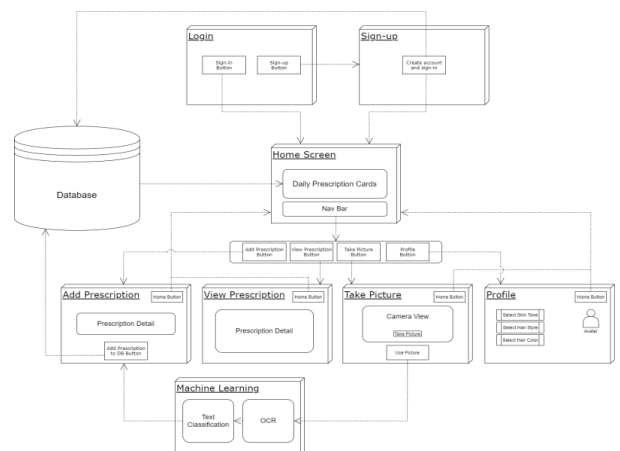 Login
Sign-in
Button
Sign-up
Button
Sign-up
Create account
and sign-in
Database
Home Screen
Daily Prescription Cards
Nav Bar
Add Prescription
Button
View Prescription
Button
Take Picture
Button
Profile
Button
Add Prescription
Home Button
Prescription Detail
Add Prescription
to DB Button
View Prescription
Home Button
Prescription Detail
Take Picture
Home Button
Camera View
Take Picture
Use Picture
Profile
Home Button
Select Skin Tone
Select Hair Style
Select Hair Color
Avatar
Machine Learning
Text
Classification
OCR